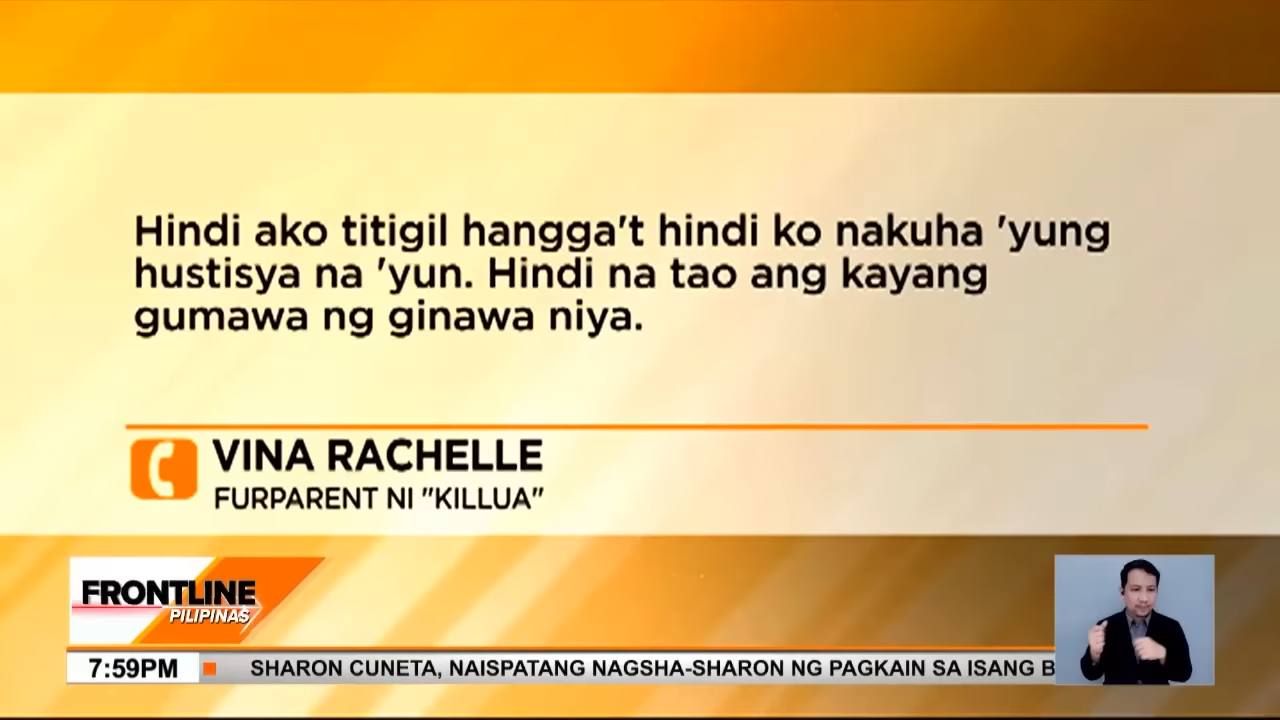 Hindi ako titigil hangga't hindi ko nakuha 'yung
hustisya na 'yun. Hindi na tao ang kayang
gumawa ng ginawa niya.
VINA RACHELLE
FURPARENT NI "KILLUA"
FRONTLINE
PILIPINAS
7:59PM
SHARON CUNETA, NAISPATANG NAGSHA-SHARON NG PAGKAIN SA ISANG B